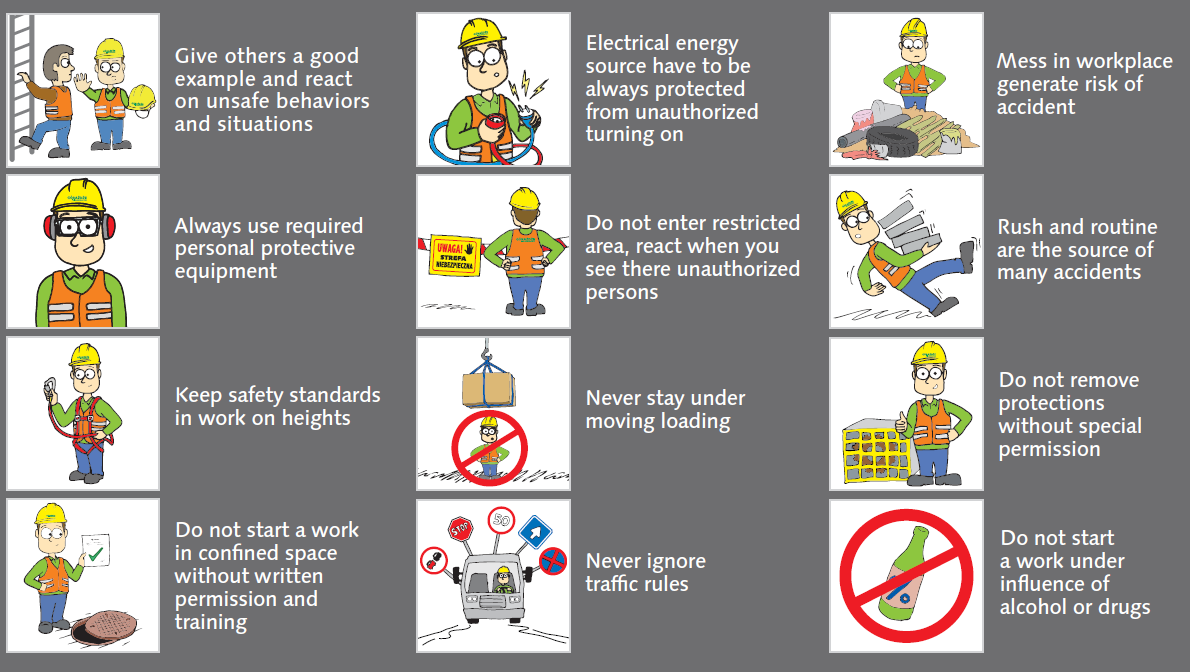 Give others a good
example and react
on unsafe behaviors
and situations
Always use required
personal protective
equipment
Keep safety standards
in work on heights
Do not start a work
in confined space
without written
permission and
training
Electrical energy
source have to be
always protected
from unauthorized
turning on
UWAGA!
STREFA
NIEBEZPIECZNA
Do not enter restricted
area, react when you
see there unauthorized
persons
Never stay under
moving loading
STOP
50
Never ignore
traffic rules
Mess in workplace
generate risk of
accident
Rush and routine
are the source of
many accidents
Do not remove
protections
without special
permission
Do not start
a work under
influence of
alcohol or drugs